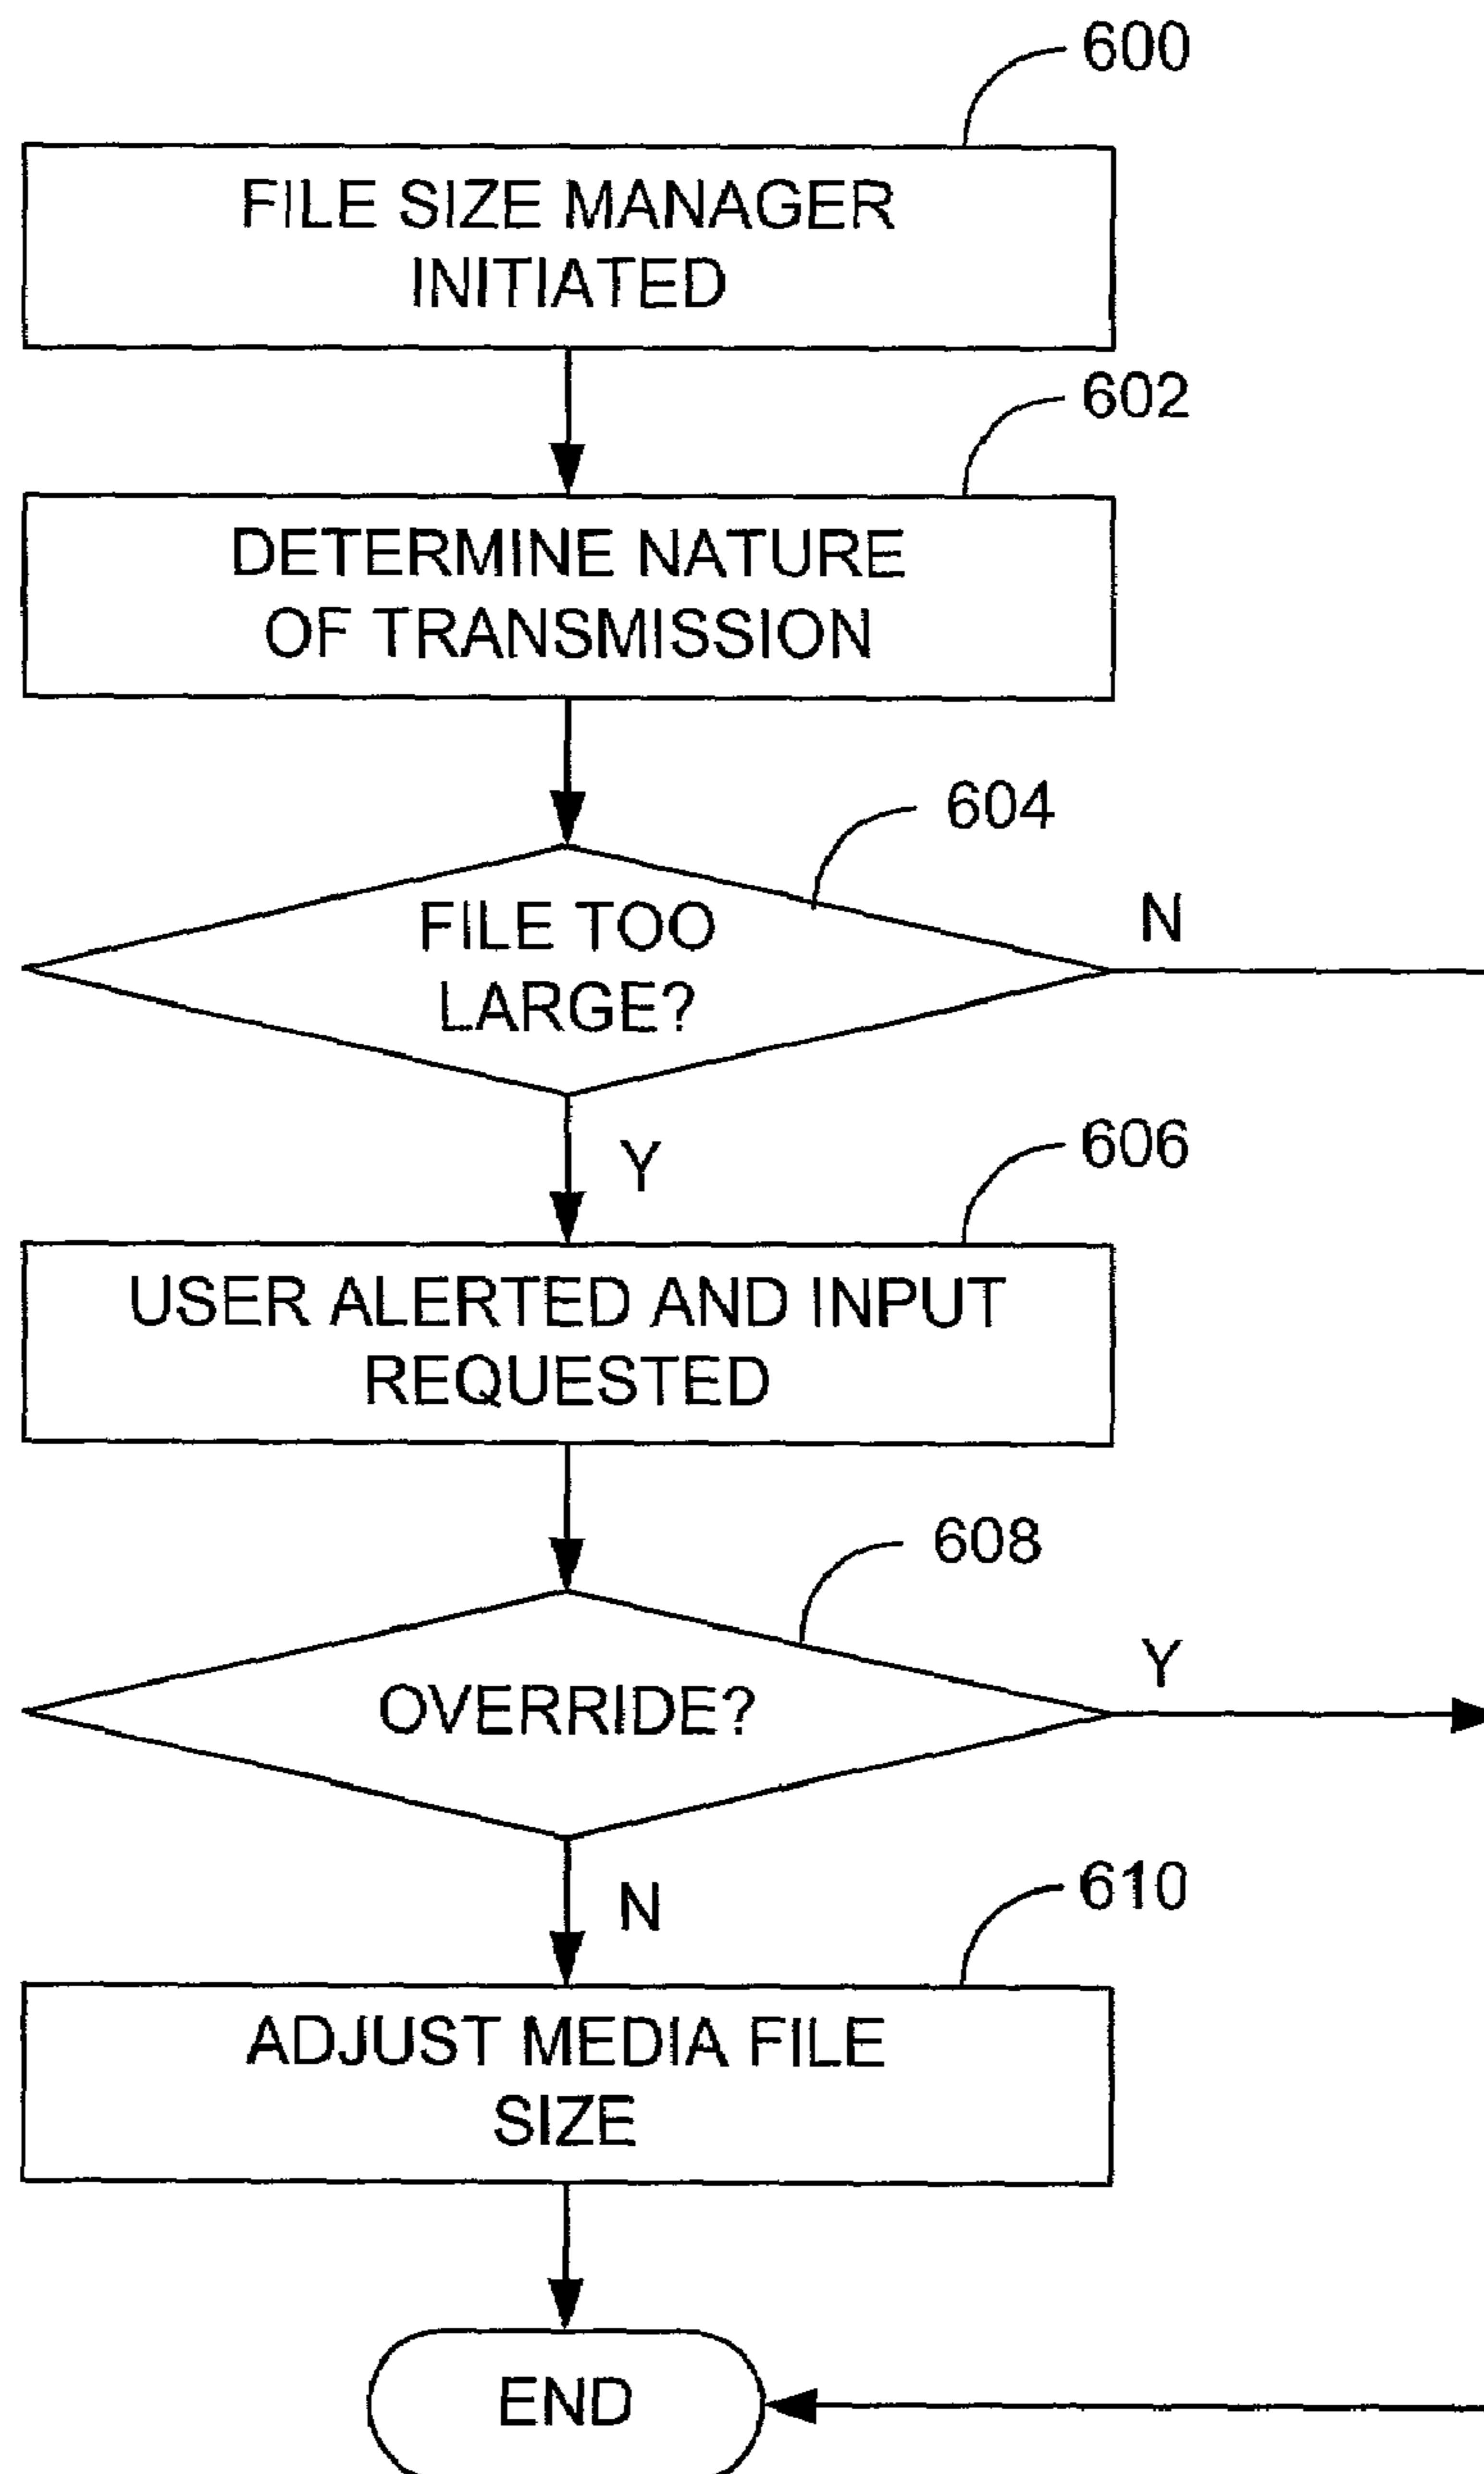 600
FILE SIZE MANAGER
INITIATED
602
DETERMINE NATURE
OF TRANSMISSION
604
FILE TOO
LARGE?
N
Y
606
USER ALERTED AND INPUT
REQUESTED
608
OVERRIDE?
Y
N
610
ADJUST MEDIA FILE
SIZE
END